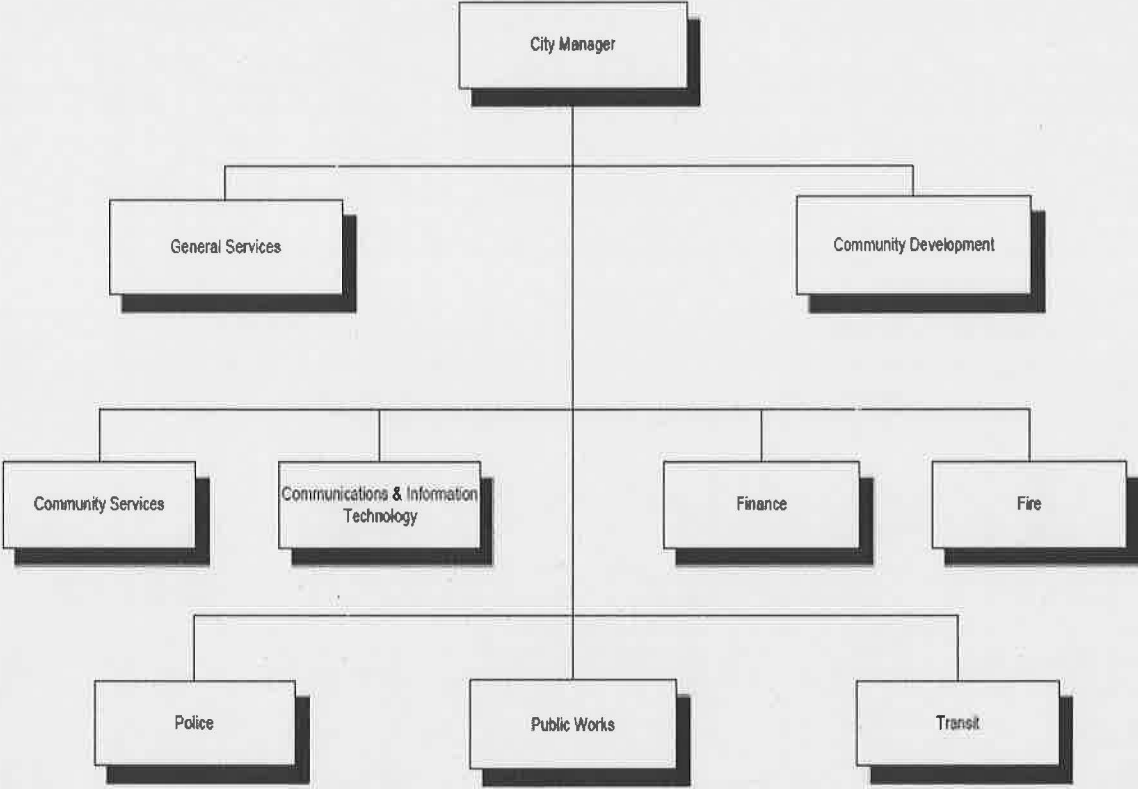 City Manager
General Services
Community Development
Community Services
Communications & Information
Technology
Finance
Fire
Police
Public Works
Transit